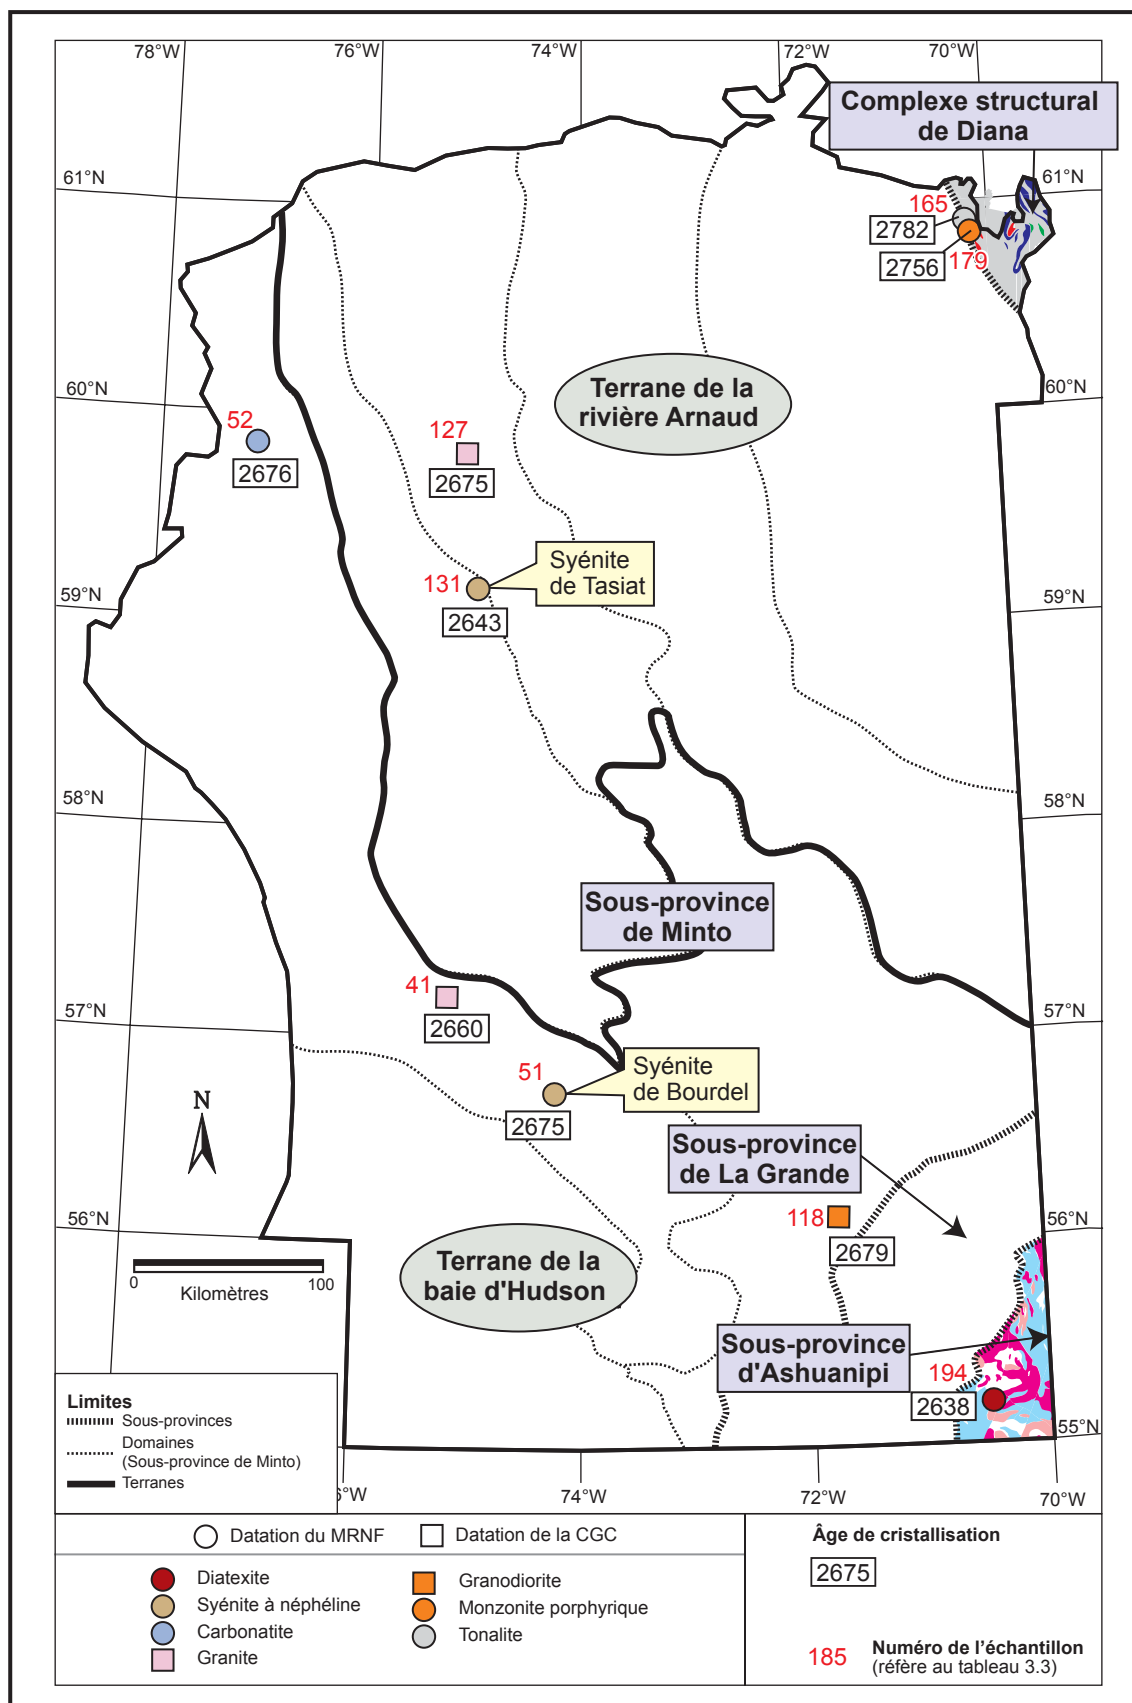 78°W
76°W
74°W
72°W
70°W
Complexe structural
de Diana
61°N
61°N
165
2782
2756
179
60°N
60°N
Terrane de la
rivière Arnaud
52
2676
127
2675
Syénite
de Tasiat
131
2643
59°N
59°N
58°N
58°N
Sous-province
de Minto
41
2660
57°N
57°N
51
Syénite
de Bourdel
2675
N
Sous-province
de La Grande
118
2679
56°N
56°N
Terrane de la
baie d'Hudson
0
100
Kilomètres
Sous-province
d'Ashuanipi
194
2638
55°N
Limites
Sous-provinces
Domaines
(Sous-province de Minto)
Terranes
6°W
74°W
72°W
70°W
Datation du MRNF
Datation de la CGC
Diatexite
Syénite à néphéline
Carbonatite
Granite
Granodiorite
Monzonite porphyrique
Tonalite
Âge de cristallisation
2675
185
Numéro de l'échantillon
(réfère au tableau 3.3)